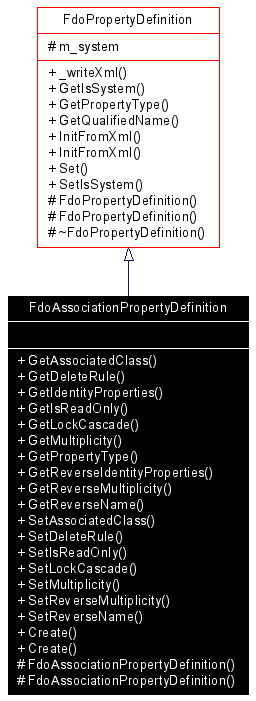 FdoPropertyDefinition
# m_system
+ _writeXml()
+ GetIsSystem()
+ GetPropertyType()
+ GetQualifiedName()
+ InitFromXml()
+ InitFromXml()
+ Set()
+ SetIsSystem()
# FdoPropertyDefinition()
# FdoPropertyDefinition()
# ~FdoPropertyDefinition()
FdoAssociationPropertyDefinition
+ GetAssociatedClass()
+ GetDeleteRule()
+ GetIdentityProperties()
+ GetIsReadOnly()
+ GetLockCascade()
+ GetMultiplicity()
+ GetPropertyType()
+ GetReverseIdentityProperties()
+ GetReverseMultiplicity()
+ GetReverseName()
+ SetAssociatedClass()
+ SetDeleteRule()
+ SetIsReadOnly()
+ SetLockCascade()
+ SetMultiplicity()
+ SetReverseMultiplicity()
+ SetReverseName()
+ Create()
+ Create()
# FdoAssociationPropertyDefinition()
# FdoAssociationPropertyDefinition()